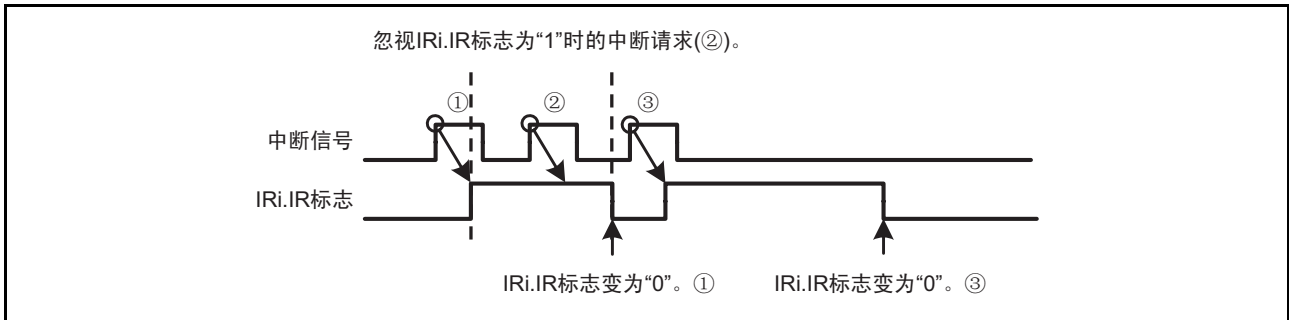 忽视IRi.IR标志为“1”时的中断请求(②)。
① ② ③
中断信号
IRi.IR标志
IRi.IR标志变为“0”。① IRi.IR标志变为“0”。③